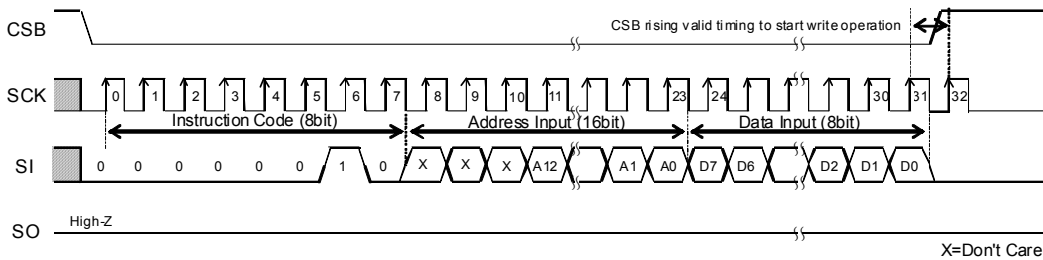 CSB
CSB rising valid timing to start write operation
SCK
0 1 2 3 4 5 6 7 8 9 10 11 23 24 30 31 32
Instruction Code (8bit) Address Input (16bit) Data Input (8bit)
SI
0 0 0 0 0 0 1 0 X X X A12 A1 A0 D7 D6 D2 D1 D0
High-Z
SO
X=Don't Care